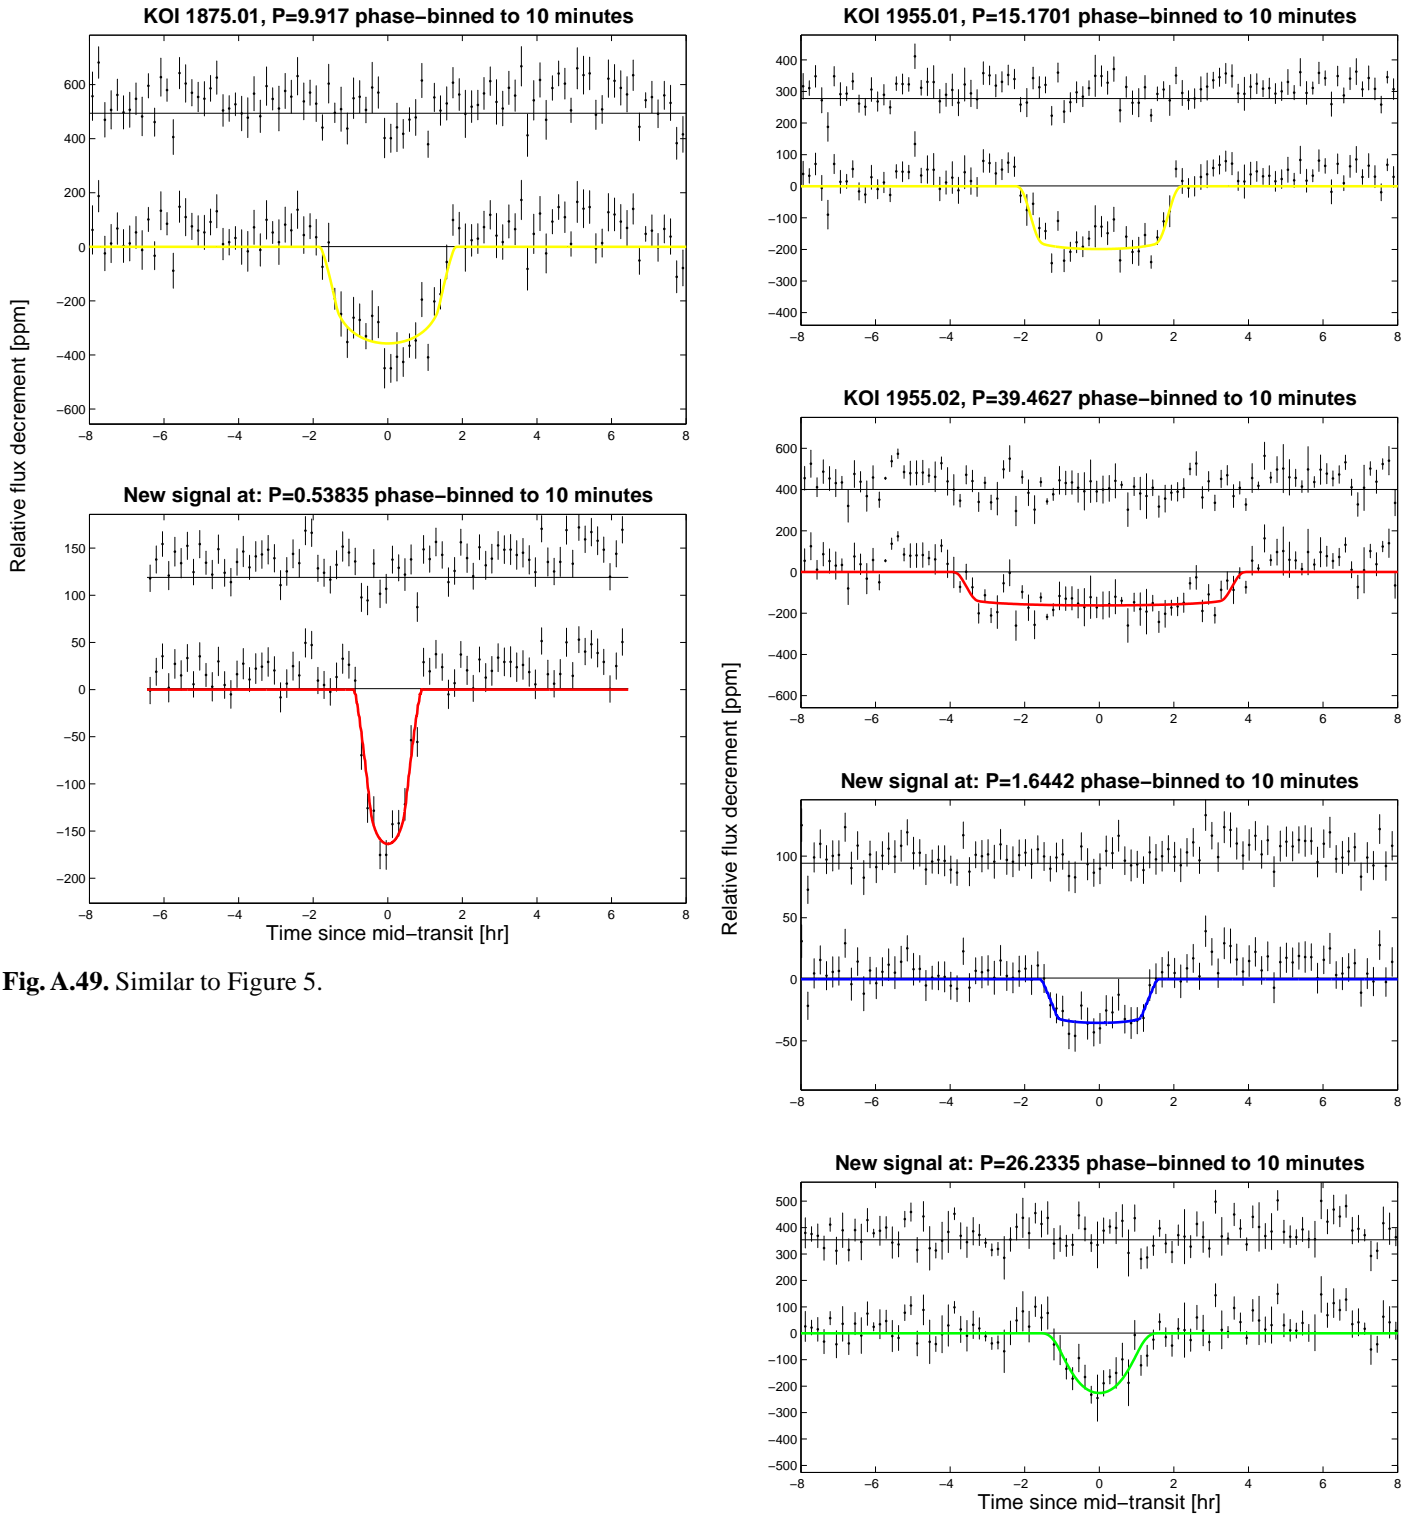 KOI 1875.01, P=9.917 phase−binned to 10 minutes
600
400
200
0
−200
−400
−600
−8 −6 −4 −2 0 2 4 6 8
Relative flux decrement [ppm]
New signal at: P=0.53835 phase−binned to 10 minutes
150
100
50
0
−50
−100
−150
−200
−8 −6 −4 −2 0 2 4 6 8
Time since mid−transit [hr]
Fig. A.49. Similar to Figure 5.
KOI 1955.01, P=15.1701 phase−binned to 10 minutes
400
300
200
100
0
−100
−200
−300
−400
−8 −6 −4 −2 0 2 4 6 8
KOI 1955.02, P=39.4627 phase−binned to 10 minutes
600
400
200
0
−200
−400
−600
−8 −6 −4 −2 0 2 4 6 8
Relative flux decrement [ppm]
New signal at: P=1.6442 phase−binned to 10 minutes
100
50
0
−50
−8 −6 −4 −2 0 2 4 6 8
New signal at: P=26.2335 phase−binned to 10 minutes
500
400
300
200
100
0
−100
−200
−300
−400
−500
−8 −6 −4 −2 0 2 4 6 8
Time since mid−transit [hr]